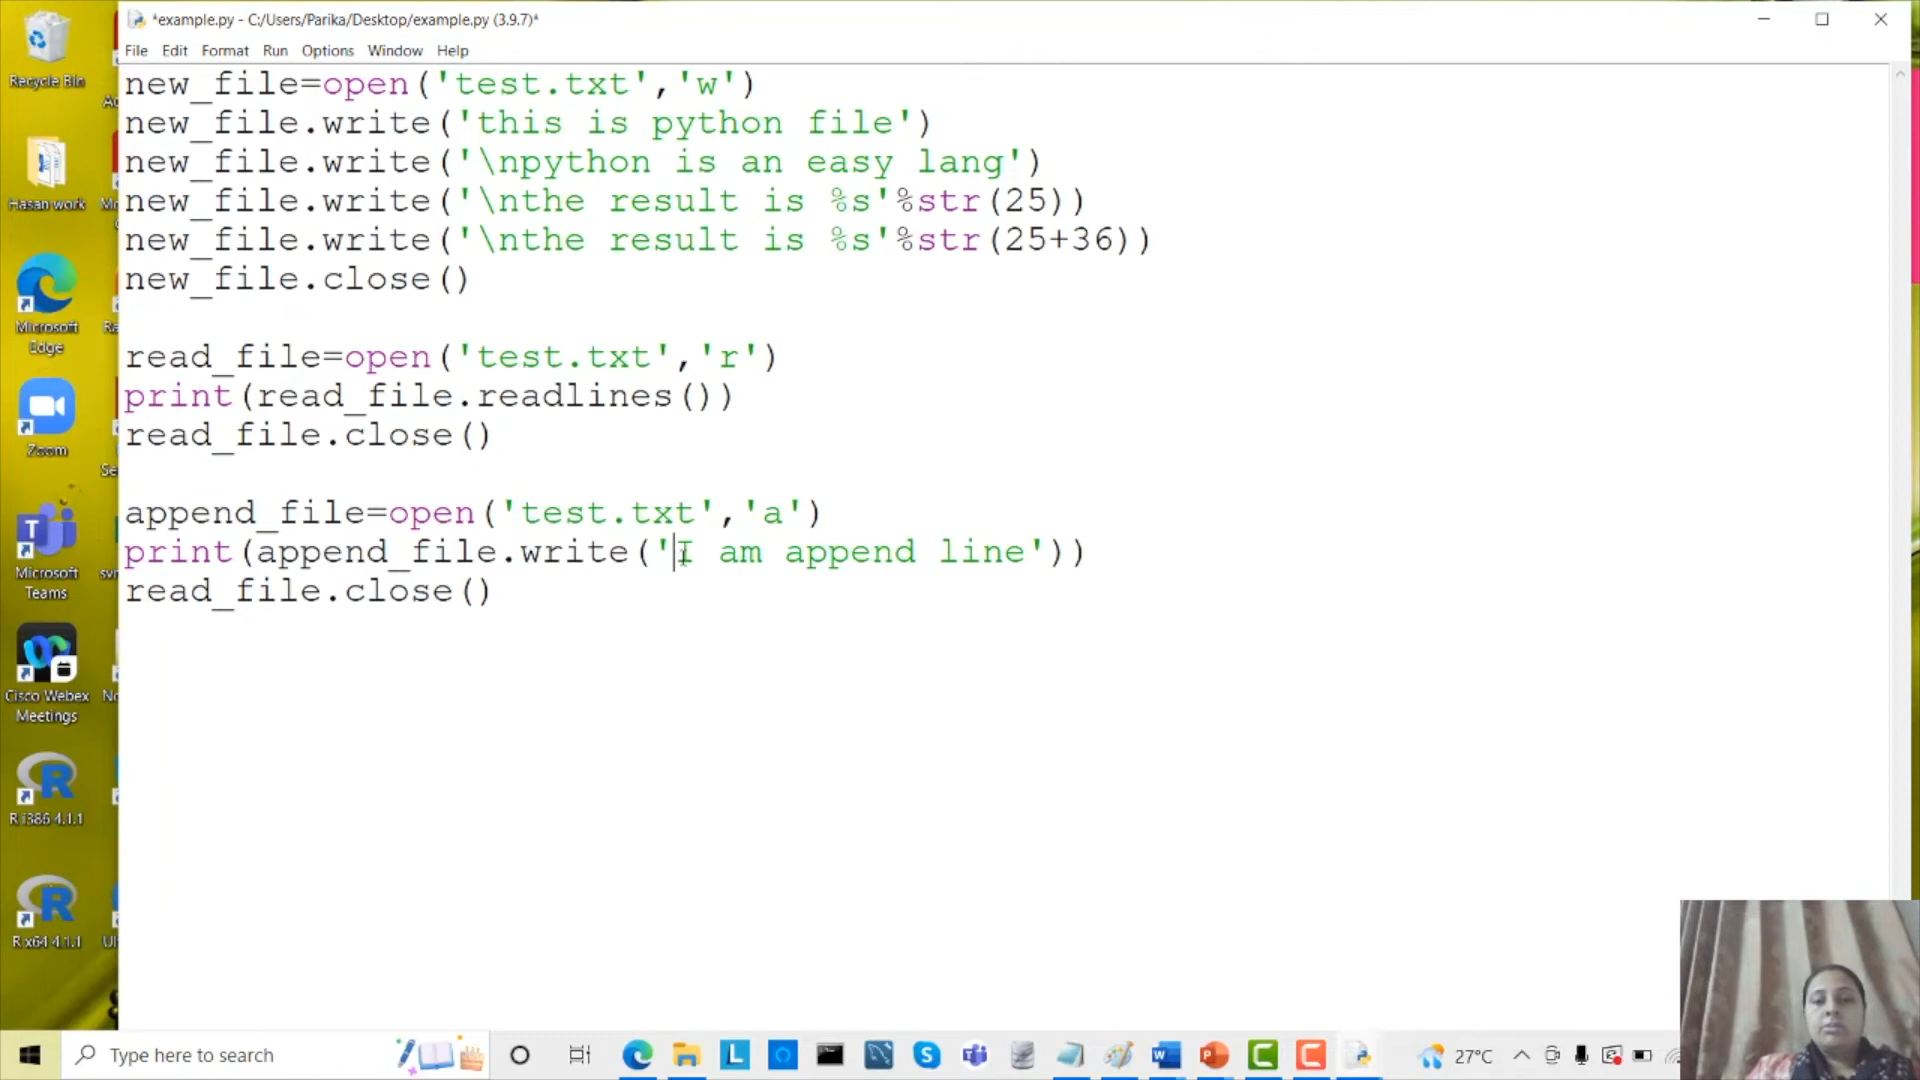 *example.py - C:/Users/Parika/Desktop/example.py (3.9.7)*
File Edit Format Run Options Window Help
new_file=open('test.txt','w')
new_file.write('this is python file')
new_file.write('\npython is an easy lang')
new_file.write('\nthe result is %s'%str(25))
new_file.write('\nthe result is %s'%str(25+36))
new_file.close()
read_file=open('test.txt','r')
print(read_file.readlines())
read_file.close()
append_file=open('test.txt','a')
print(append_file.write('I am append line'))
read_file.close()
Recycle Bin
Hasan work
Microsoft
Edge
Zoom
Microsoft
Teams
Cisco Webex
Meetings
R i386 4.1.1
R x64 4.1.1
Type here to search
27°C